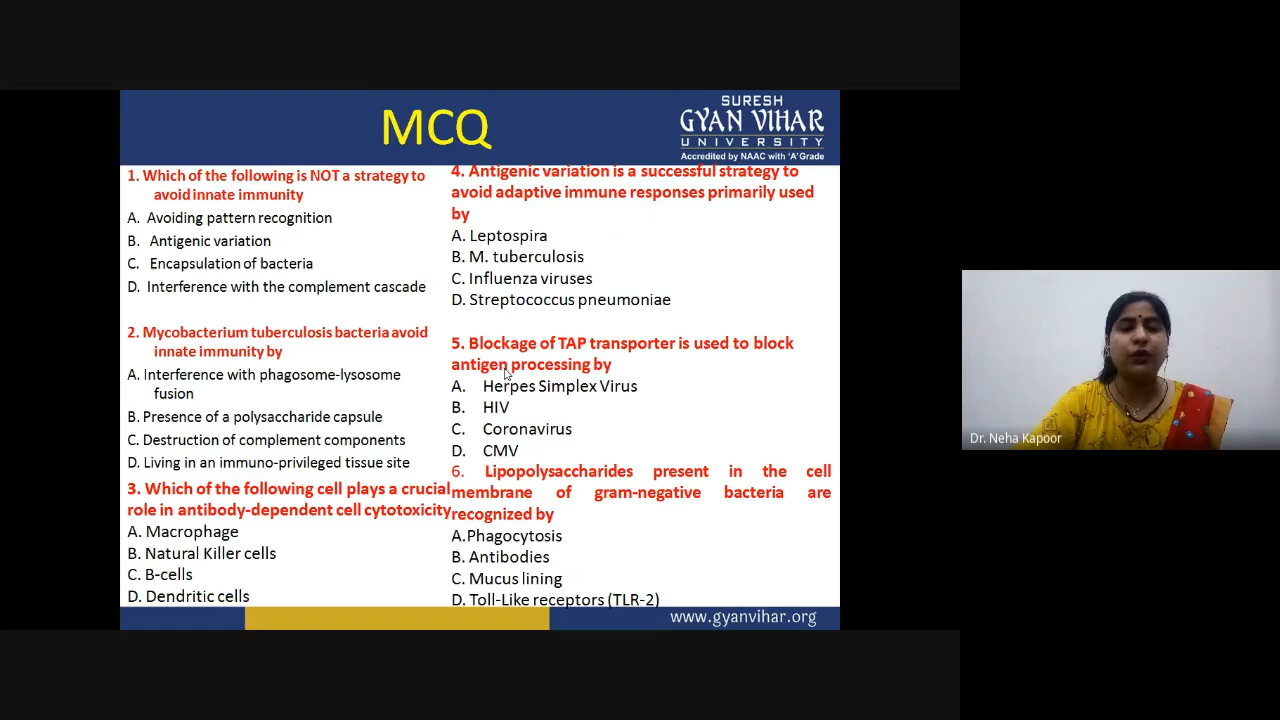 MCQ
SURESH
GYAN VIHAR
UNIVERSITY
Accredited by NAAC with 'A' Grade
1. Which of the following is NOT a strategy to
avoid innate immunity
A. Avoiding pattern recognition
B. Antigenic variation
C. Encapsulation of bacteria
D. Interference with the complement cascade
2. Mycobacterium tuberculosis bacteria avoid
innate immunity by
A. Interference with phagosome-lysosome
fusion
B. Presence of a polysaccharide capsule
C. Destruction of complement components
D. Living in an immuno-privileged tissue site
3. Which of the following cell plays a crucial
role in antibody-dependent cell cytotoxicity
A. Macrophage
B. Natural Killer cells
C. B-cells
D. Dendritic cells
4. Antigenic variation is a successful strategy to
avoid adaptive immune responses primarily used
by
A. Leptospira
B. M. tuberculosis
C. Influenza viruses
D. Streptococcus pneumoniae
5. Blockage of TAP transporter is used to block
antigen processing by
A. Herpes Simplex Virus
B. HIV
C. Coronavirus
D. CMV
6. Lipopolysaccharides present in the cell
membrane of gram-negative bacteria are
recognized by
A.Phagocytosis
B. Antibodies
C. Mucus lining
D. Toll-Like receptors (TLR-2)
www.gyanvihar.org
Dr. Neha Kapoor